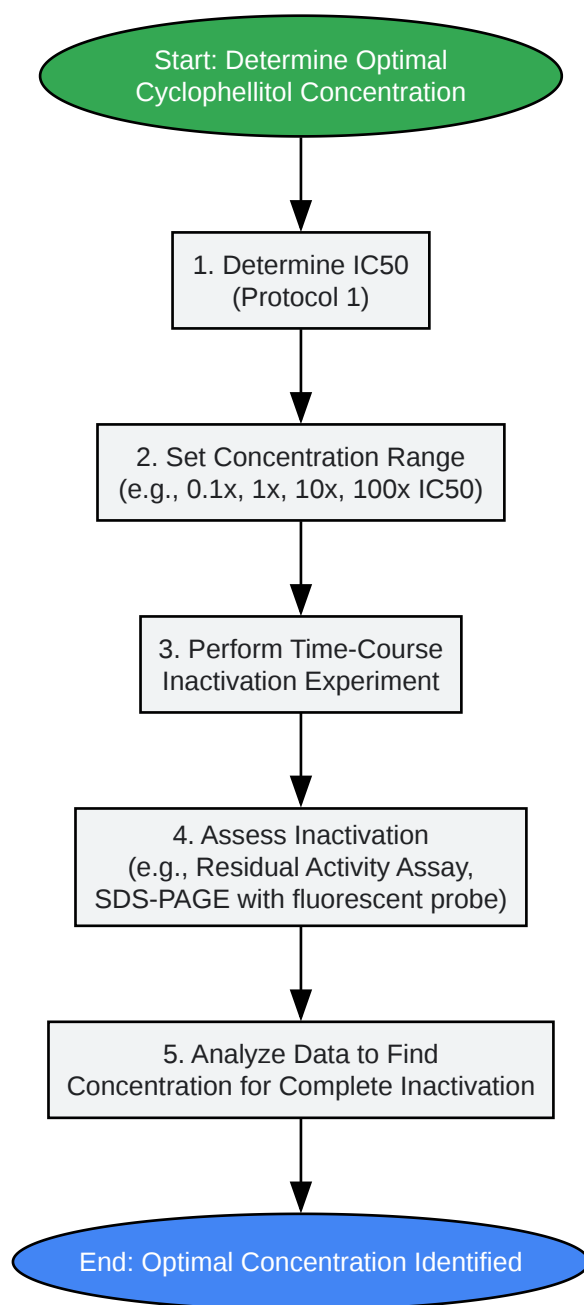 Start: Determine Optimal
Cyclophellitol Concentration
1. Determine IC50
(Protocol 1)
2. Set Concentration Range
(e.g., 0.1x, 1x, 10x, 100x IC50)
3. Perform Time-Course
Inactivation Experiment
4. Assess Inactivation
(e.g., Residual Activity Assay,
SDS-PAGE with fluorescent probe)
5. Analyze Data to Find
Concentration for Complete Inactivation
End: Optimal Concentration Identified